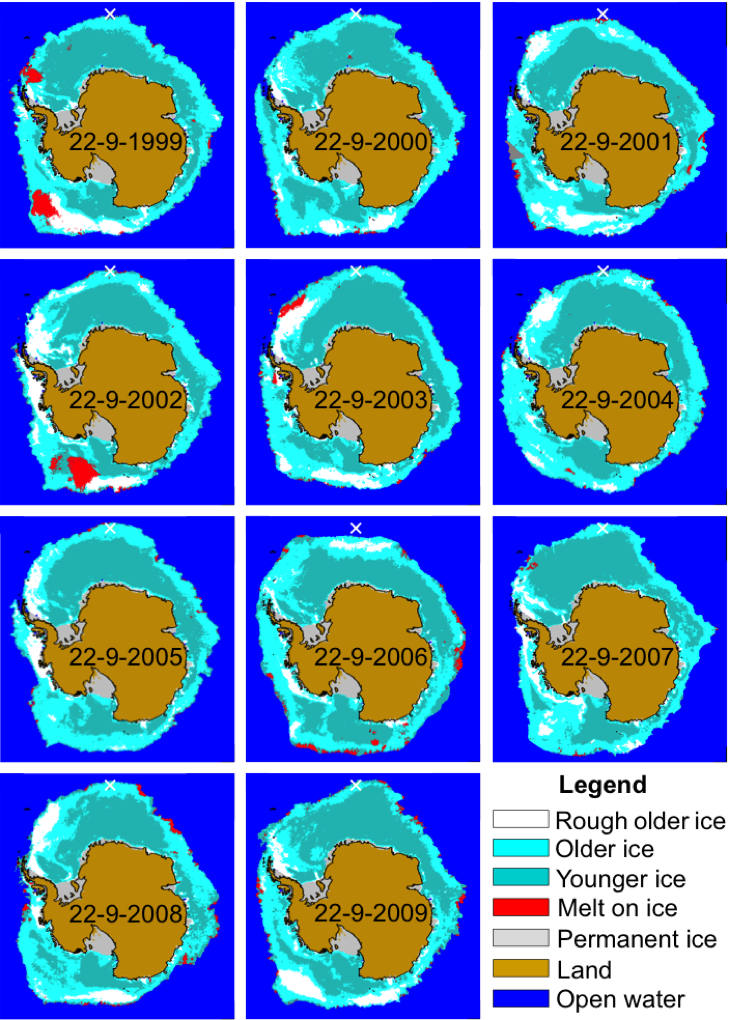 22-9-1999
22-9-2000
22-9-2001
22-9-2002
22-9-2003
22-9-2004
22-9-2005
22-9-2006
22-9-2007
22-9-2008
22-9-2009
Legend
Rough older ice
Older ice
Younger ice
Melt on ice
Permanent ice
Land
Open water